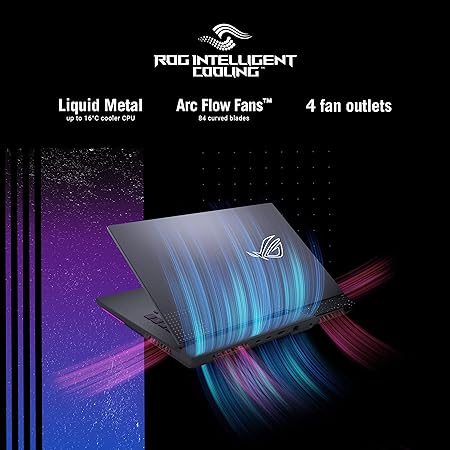 ROG INTELLIGENT
COOLING™
Liquid Metal
up to 16°C cooler CPU
Arc Flow Fans™
84 curved blades
4 fan outlets